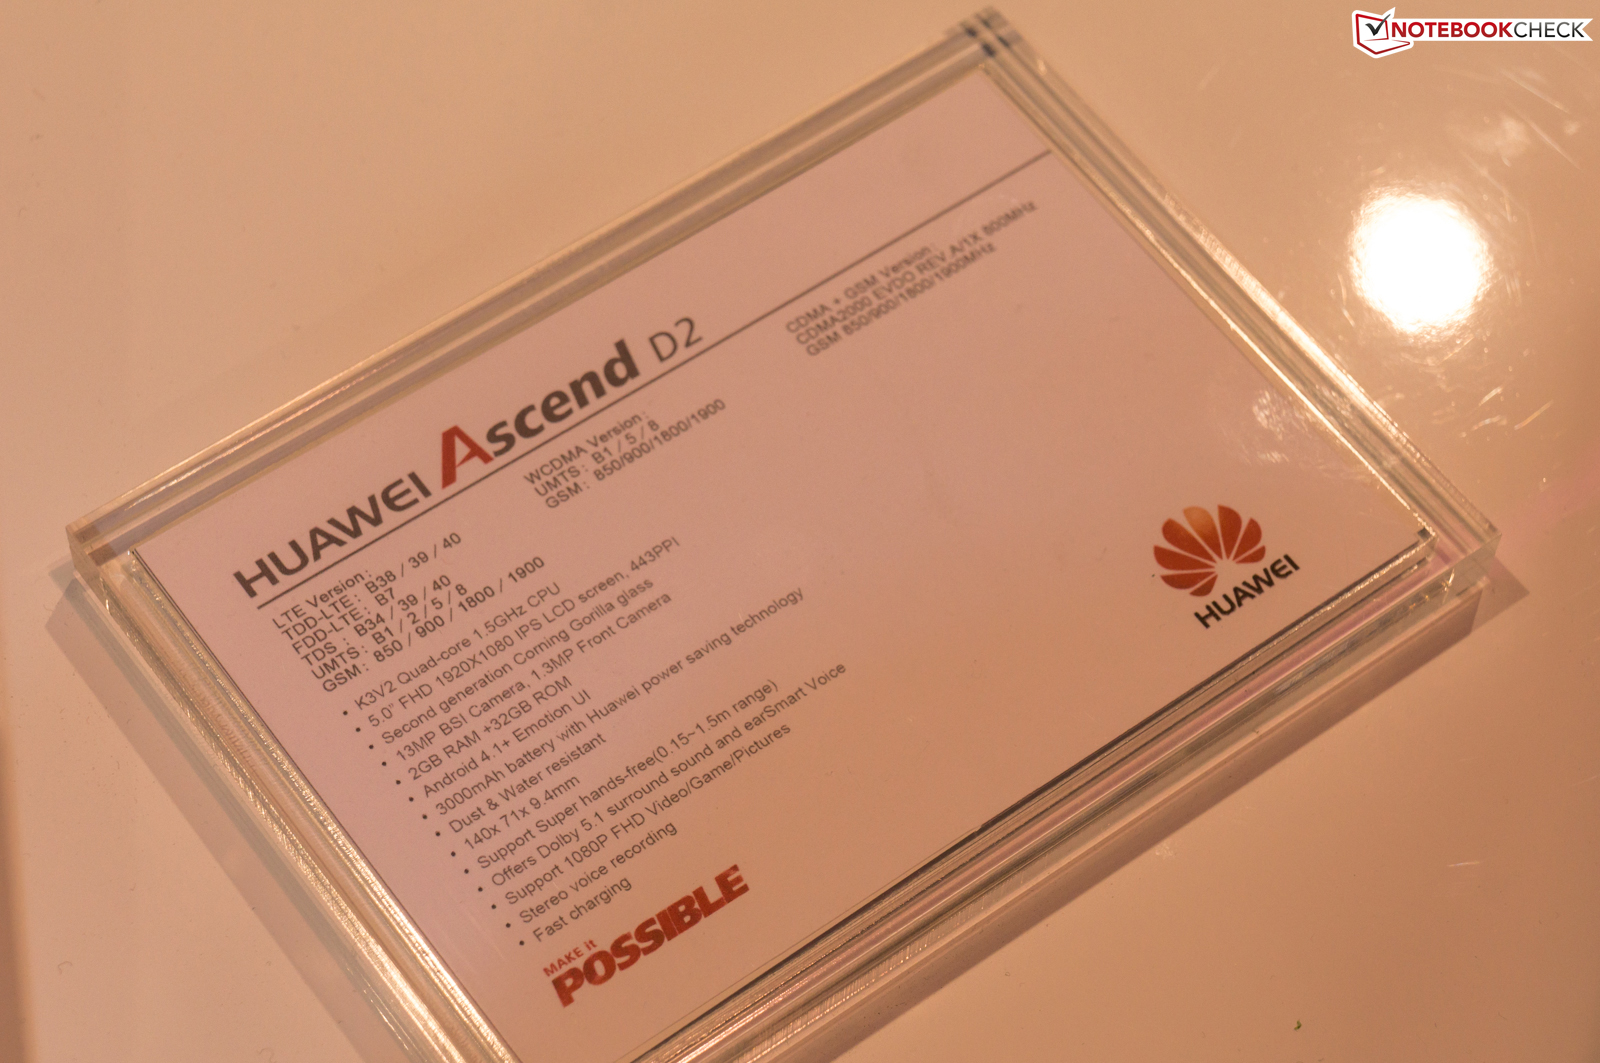 NOTEBOOKCHECK
HUAWEI Ascend D2
LTE Version:
TDD-LTE: B38 / 39 / 40
FDD-LTE: B7
TDS: B34 / 39 / 40
UMTS: B1 / 2 / 5 / 8
GSM: 850 / 900 / 1800 / 1900
WCDMA Version:
UMTS: B1 / 5 / 8
GSM: 850/900/1800/1900
CDMA + GSM Version:
CDMA2000 EVDO REV.A/1X 800MHz
GSM 850/900/1800/1900MHz
• K3V2 Quad-core 1.5GHz CPU
• 5.0" FHD 1920X1080 IPS LCD screen, 443PPI
• Second generation Corning Gorilla glass
• 13MP BSI Camera, 1.3MP Front Camera
• 2GB RAM +32GB ROM
• Android 4.1+ Emotion UI
• 3000mAh battery with Huawei power saving technology
• Dust & Water resistant
• 140x 71x 9.4mm
• Support Super hands-free(0.15~1.5m range)
• Offers Dolby 5.1 surround sound and earSmart Voice
• Support 1080P FHD Video/Game/Pictures
• Stereo voice recording
• Fast charging
MAKE it
POSSIBLE
HUAWEI